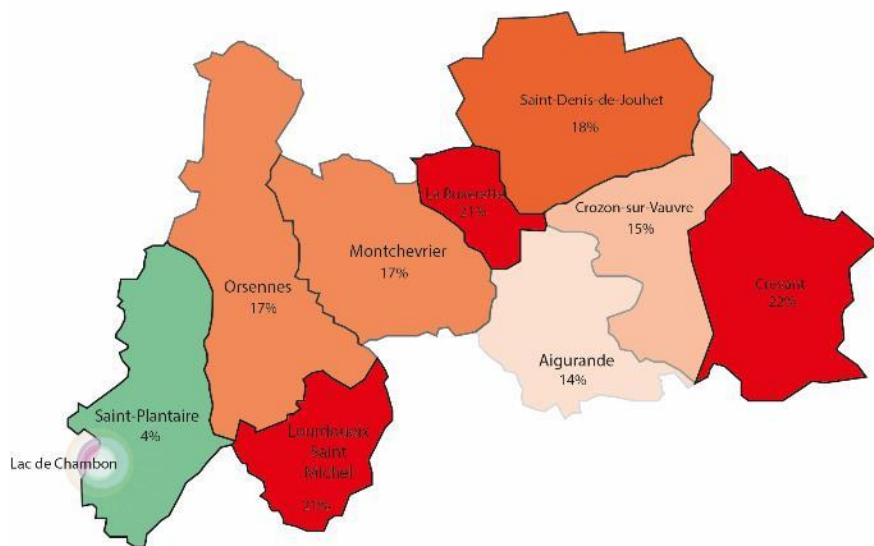 Saint-Denis-de-Jouhet
18%
La Buxerette
21%
Crozon-sur-Vauvre
15%
Montchevrier
17%
Orsennes
17%
Crevant
22%
Aigurande
14%
Saint-Plantaire
4%
Lac de Chambon
Lourdoueix
Saint
Michel
21%